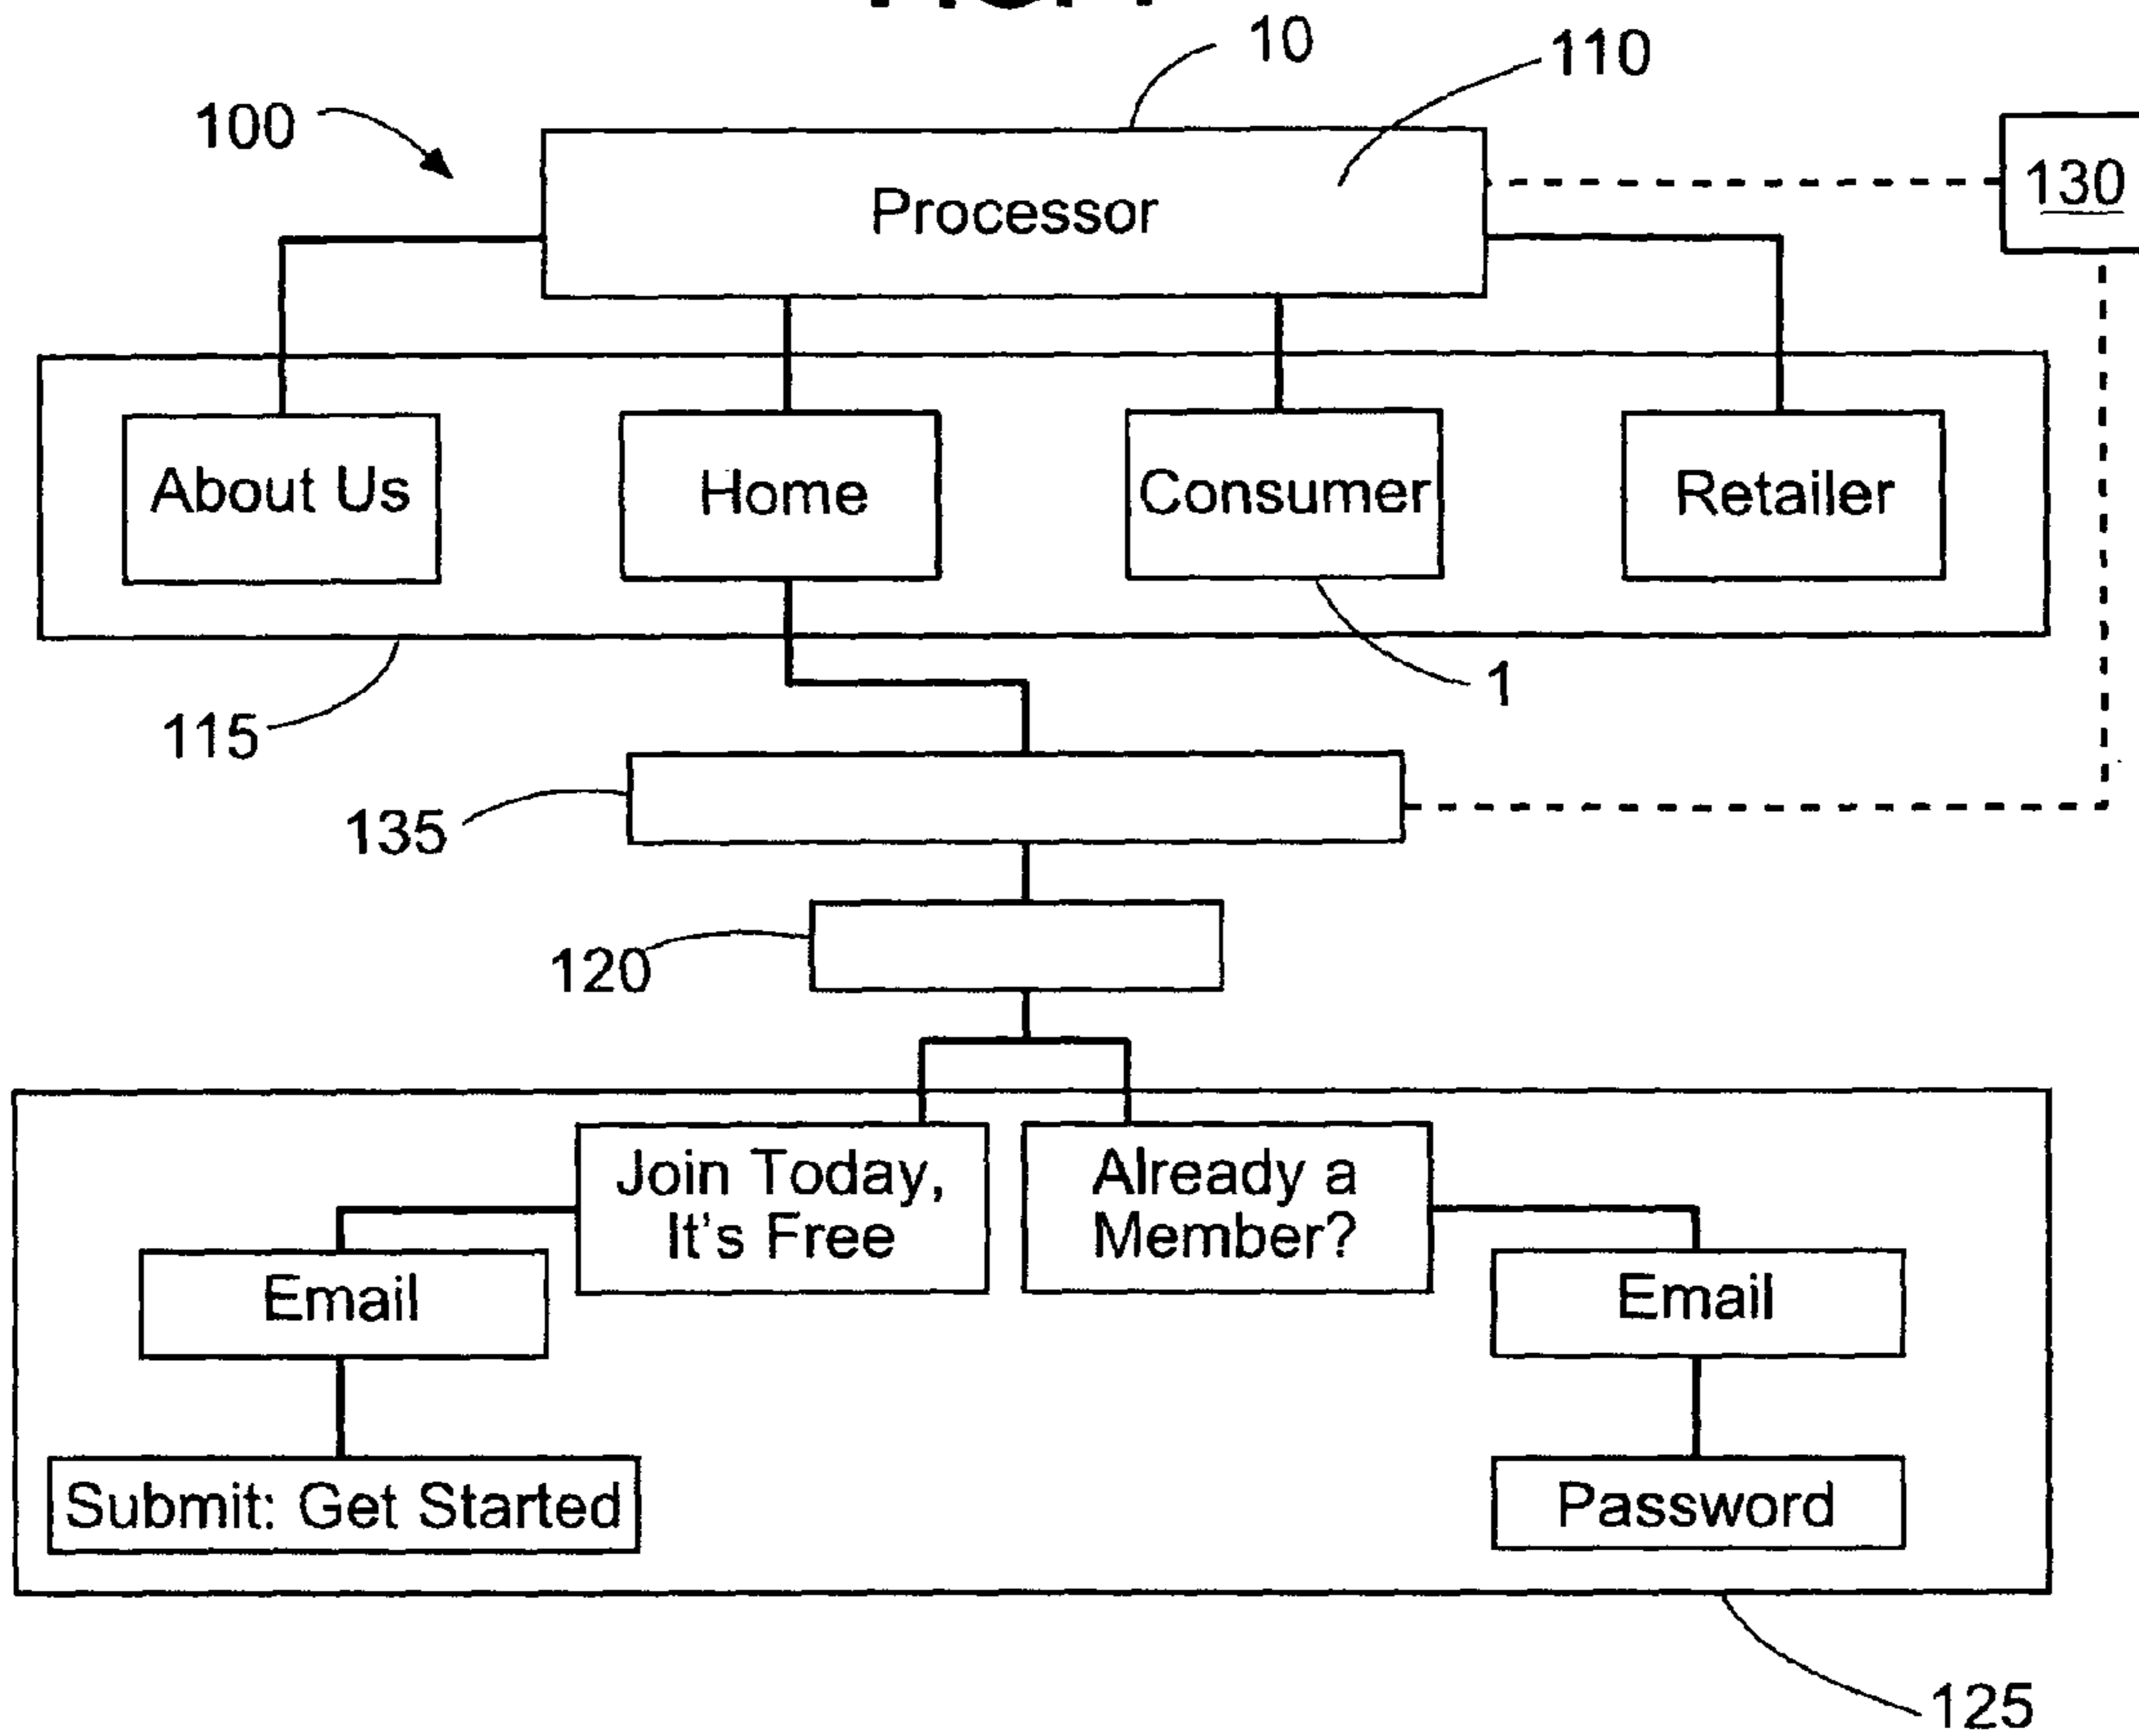 10
110
100
130
Processor
About Us
Home
Consumer
Retailer
1
115
135
120
Join Today,
It's Free
Already a
Member?
Email
Email
Submit: Get Started
Password
125